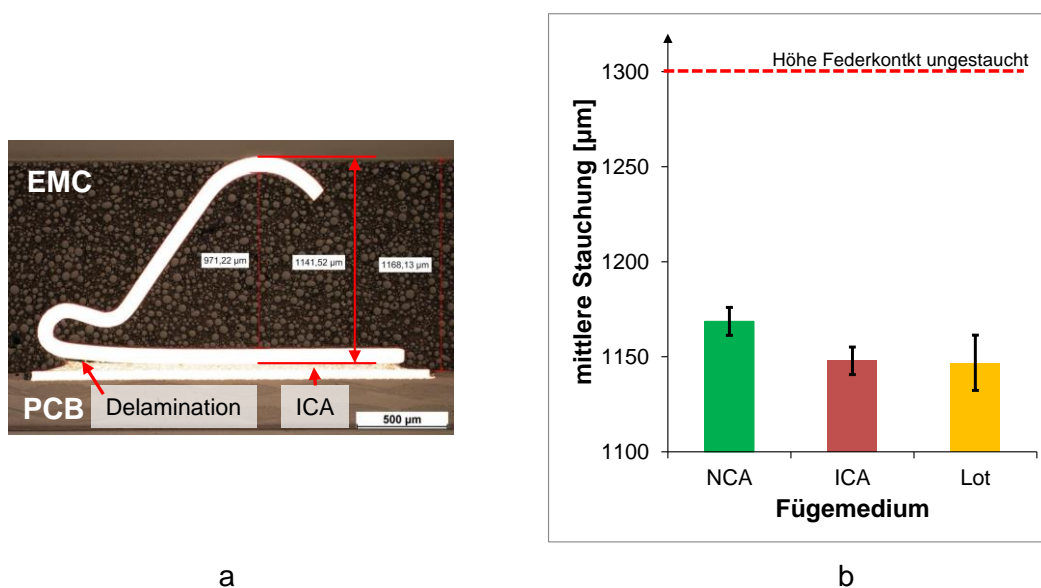 EMC
971,22 µm
1141,52 µm
1168,13 µm
PCB
Delamination
ICA
500 µm
a
mittlere Stauchung [µm]
1300
1250
1200
1150
1100
Höhe Federkontkt ungestaucht
NCA
ICA
Lot
Fügemedium
b